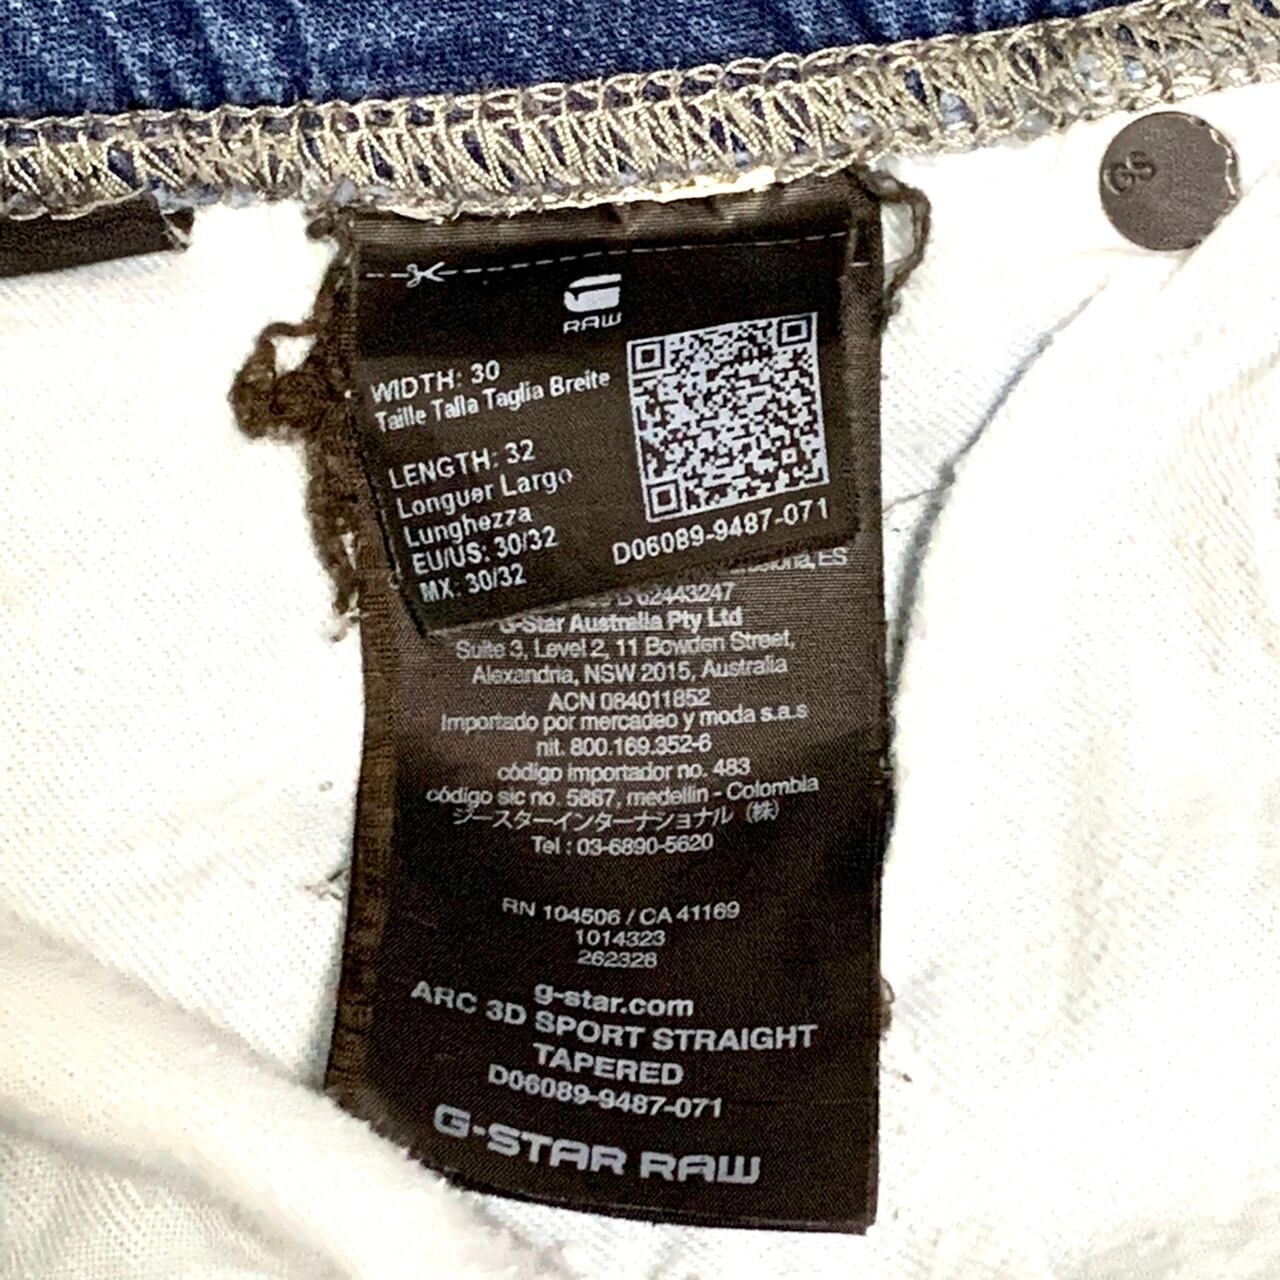 GS
RAW
WIDTH: 30
Taille Talla Taglia Breite
LENGTH: 32
Longuer Largo
Lunghezza
EU/US: 30/32
MX: 30/32
D06089-9487-071
ES
B 62443247
G-Star Australia Pty Ltd
Suite 3, Level 2, 11 Bowden Street,
Alexandria, NSW 2015, Australia
ACN 084011852
Importado por mercadeo y moda s.a.s
nit. 800.169.352-6
código importador no. 483
código sic no. 5867, medellin - Colombia
ジースターインターナショナル（株）
Tel : 03-6890-5620
RN 104506 / CA 41169
1014323
262328
g-star.com
ARC 3D SPORT STRAIGHT
TAPERED
D06089-9487-071
G-STAR RAW